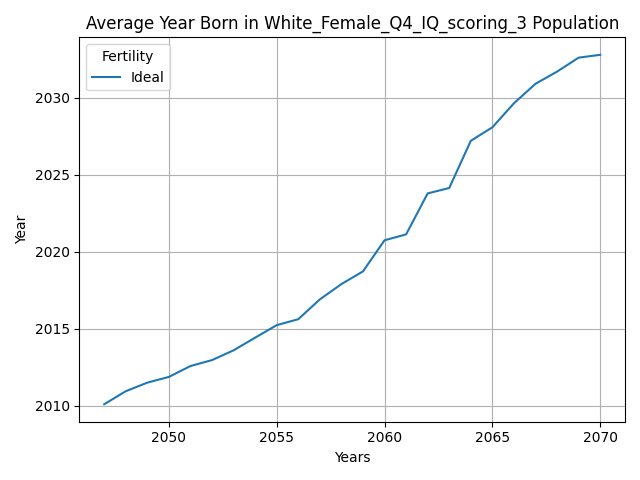 Average Year Born in White_Female_Q4_IQ_scoring_3 Population
Fertility
Ideal
2030
2025
2020
2015
2010
Year
2050 2055 2060 2065 2070
Years